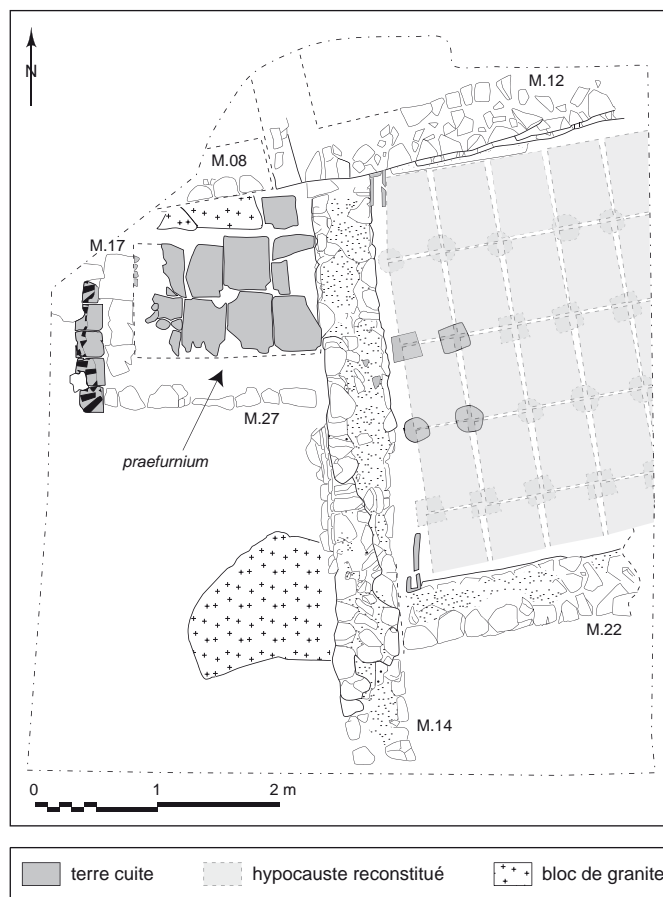 N
M.12
M.08
M.17
M.27
praefurnium
M.22
M.14
0 1 2 m
terre cuite hypocauste reconstitué bloc de granite